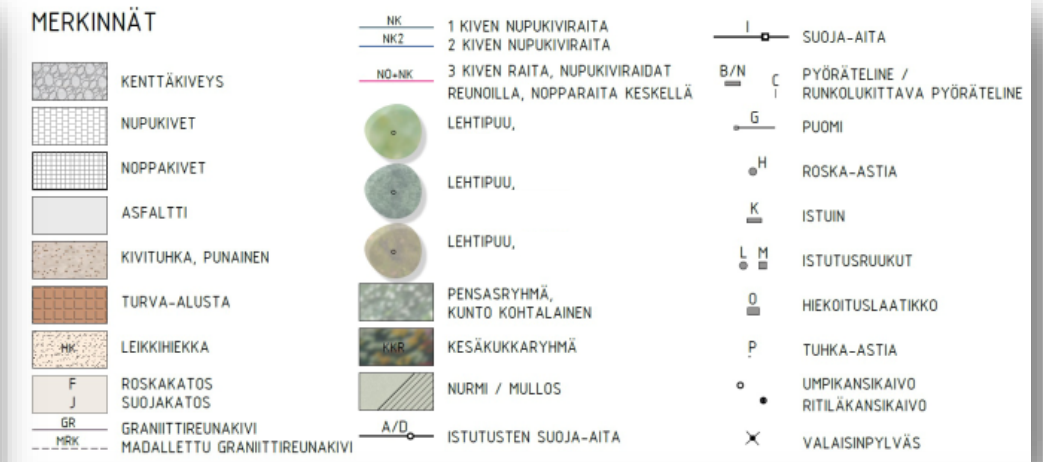 MERKINNÄT
KENTTÄKIVEYS
NUPUKIVET
NOPPAKIVET
ASFALTTI
KIVITUHKA, PUNAINEN
TURVA-ALUSTA
HK LEIKKIHIEKKA
F ROSKAKATOS
J SUOJAKATOS
GR GRANIITTIREUNAKIVI
MRK MADALLETTU GRANIITTIREUNAKIVI
NK 1 KIVEN NUPUKIVIRAITA
NK2 2 KIVEN NUPUKIVIRAITA
NO+NK 3 KIVEN RAITA, NUPUKIVIRAIDAT
REUNOILLA, NOPPARAITA KESKELLÄ
LEHTIPUU,
LEHTIPUU,
LEHTIPUU,
PENSASRYHMÄ,
KUNTO KOHTALAINEN
KKR KESÄKUKKARYHMÄ
NURMI / MULLOS
A/D ISTUTUSTEN SUOJA-AITA
I SUOJA-AITA
B/N C PYÖRÄTELINE /
RUNKOLUKITTAVA PYÖRÄTELINE
G PUOMI
H ROSKA-ASTIA
K ISTUIN
L M ISTUTUSRUUKUT
O HIEKOITUSLAATIKKO
P TUHKA-ASTIA
UMPIKANSIKAIVO
RITILÄKANSIKAIVO
VALAISINPYLVÄS